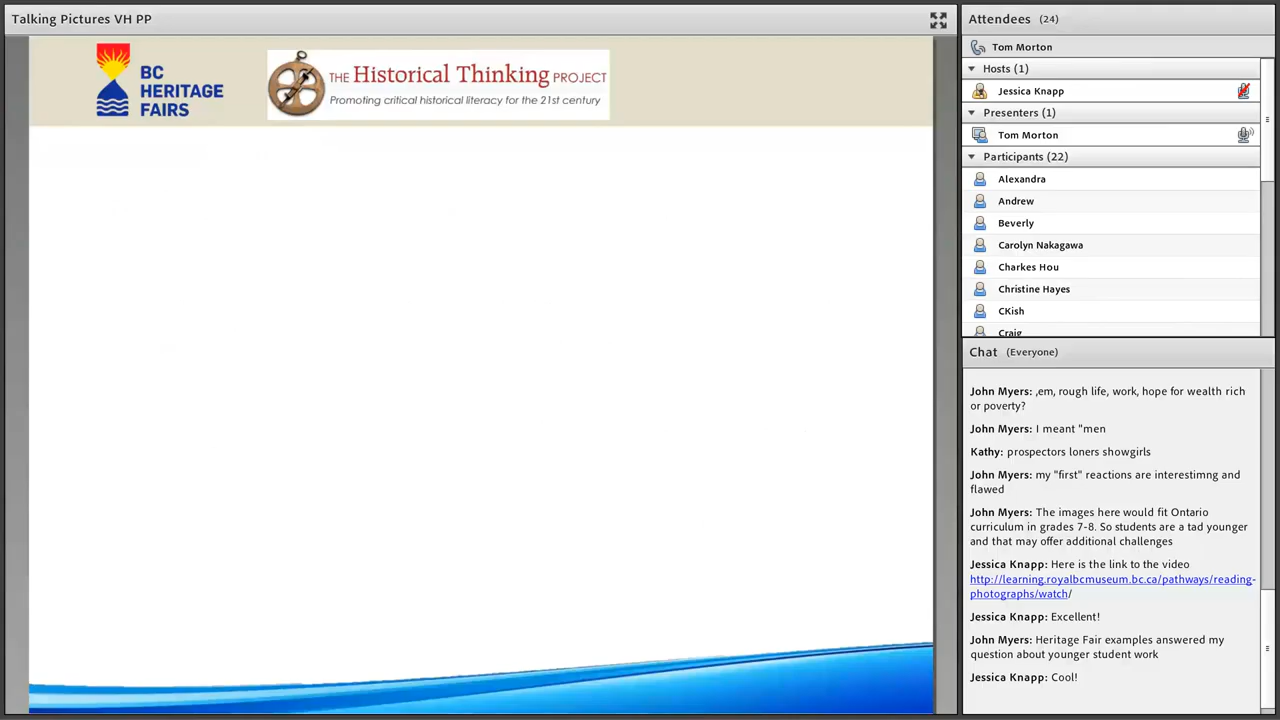 Talking Pictures VH PP
BC
HERITAGE
FAIRS
THE Historical Thinking PROJECT
Promoting critical historical literacy for the 21st century
Attendees (24)
Tom Morton
Hosts (1)
Jessica Knapp
Presenters (1)
Tom Morton
Participants (22)
Alexandra
Andrew
Beverly
Carolyn Nakagawa
Charkes Hou
Christine Hayes
CKish
Craig
Chat (Everyone)
John Myers: ,em, rough life, work, hope for wealth rich
or poverty?
John Myers: I meant "men
Kathy: prospectors loners showgirls
John Myers: my "first" reactions are interestimng and
flawed
John Myers: The images here would fit Ontario
curriculum in grades 7-8. So students are a tad younger
and that may offer additional challenges
Jessica Knapp: Here is the link to the video
http://learning.royalbcmuseum.bc.ca/pathways/reading-
photographs/watch/
Jessica Knapp: Excellent!
John Myers: Heritage Fair examples answered my
question about younger student work
Jessica Knapp: Cool!